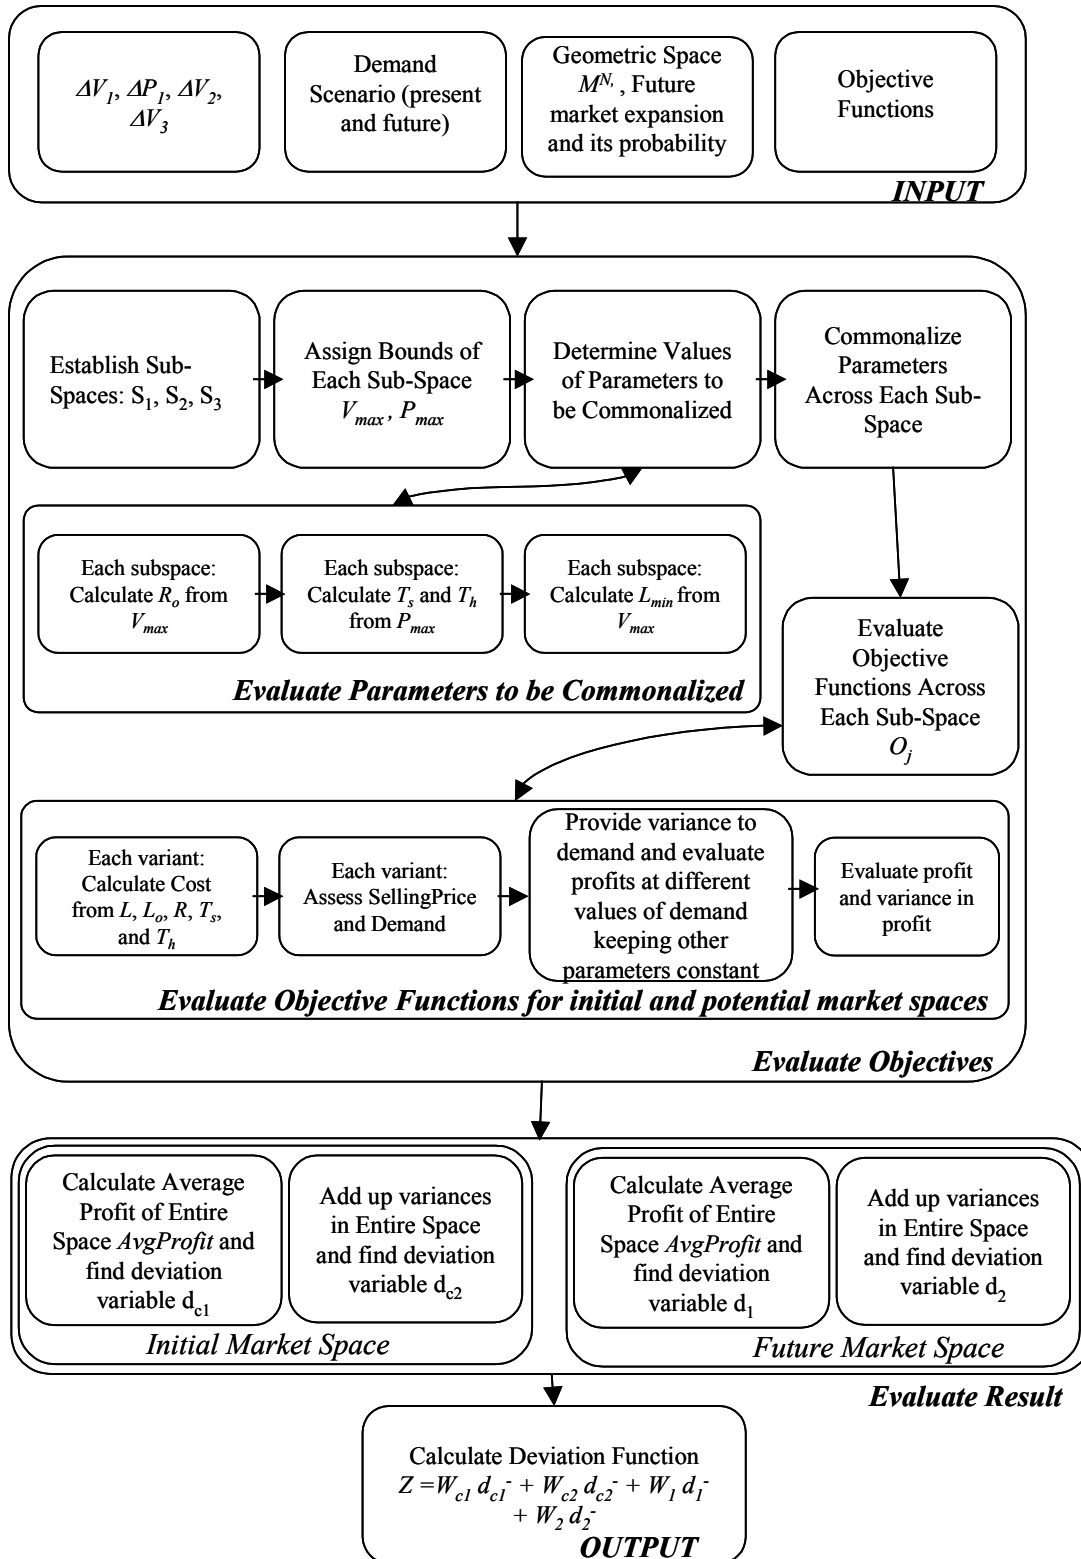 ΔV₁, ΔP₁, ΔV₂,
ΔV₃
Demand
Scenario (present
and future)
Geometric Space
Mᴺ, , Future
market expansion
and its probability
Objective
Functions
INPUT
Establish Sub-
Spaces: S₁, S₂, S₃
Assign Bounds of
Each Sub-Space
Vmax, Pmax
Determine Values
of Parameters to
be Commonalized
Commonalize
Parameters
Across Each Sub-
Space
Each subspace:
Calculate Ro from
Vmax
Each subspace:
Calculate Ts and Th
from Pmax
Each subspace:
Calculate Lmin from
Vmax
Evaluate Parameters to be Commonalized
Evaluate
Objective
Functions Across
Each Sub-Space
Oj
Each variant:
Calculate Cost
from L, Lo, R, Ts,
and Th
Each variant:
Assess SellingPrice
and Demand
Provide variance to
demand and evaluate
profits at different
values of demand
keeping other
parameters constant
Evaluate profit
and variance in
profit
Evaluate Objective Functions for initial and potential market spaces
Evaluate Objectives
Calculate Average
Profit of Entire
Space AvgProfit and
find deviation
variable dc1
Add up variances
in Entire Space
and find deviation
variable dc2
Initial Market Space
Calculate Average
Profit of Entire
Space AvgProfit and
find deviation
variable d₁
Add up variances
in Entire Space
and find deviation
variable d₂
Future Market Space
Evaluate Result
Calculate Deviation Function
Z =Wc1 dc1⁻ + Wc2 dc2⁻ + W₁ d₁⁻
+ W₂ d₂⁻
OUTPUT